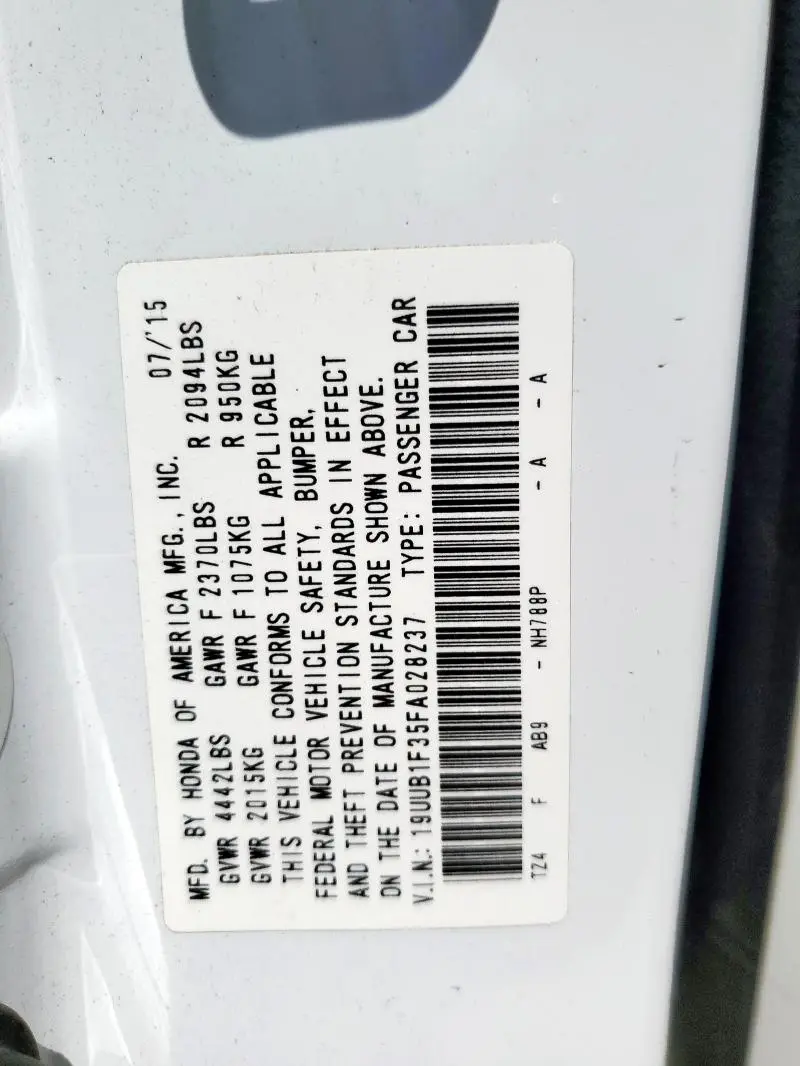 MFD. BY HONDA OF AMERICA MFG., INC. 07/'15
GVWR 4442LBS GAWR F 2370LBS R 2094LBS
GVWR 2015KG GAWR F 1075KG R 950KG
THIS VEHICLE CONFORMS TO ALL APPLICABLE
FEDERAL MOTOR VEHICLE SAFETY, BUMPER,
AND THEFT PREVENTION STANDARDS IN EFFECT
ON THE DATE OF MANUFACTURE SHOWN ABOVE.
V.I.N.: 19UUB1F35FA028237 TYPE: PASSENGER CAR
TZ4 F AB9 - NH788P - A - A